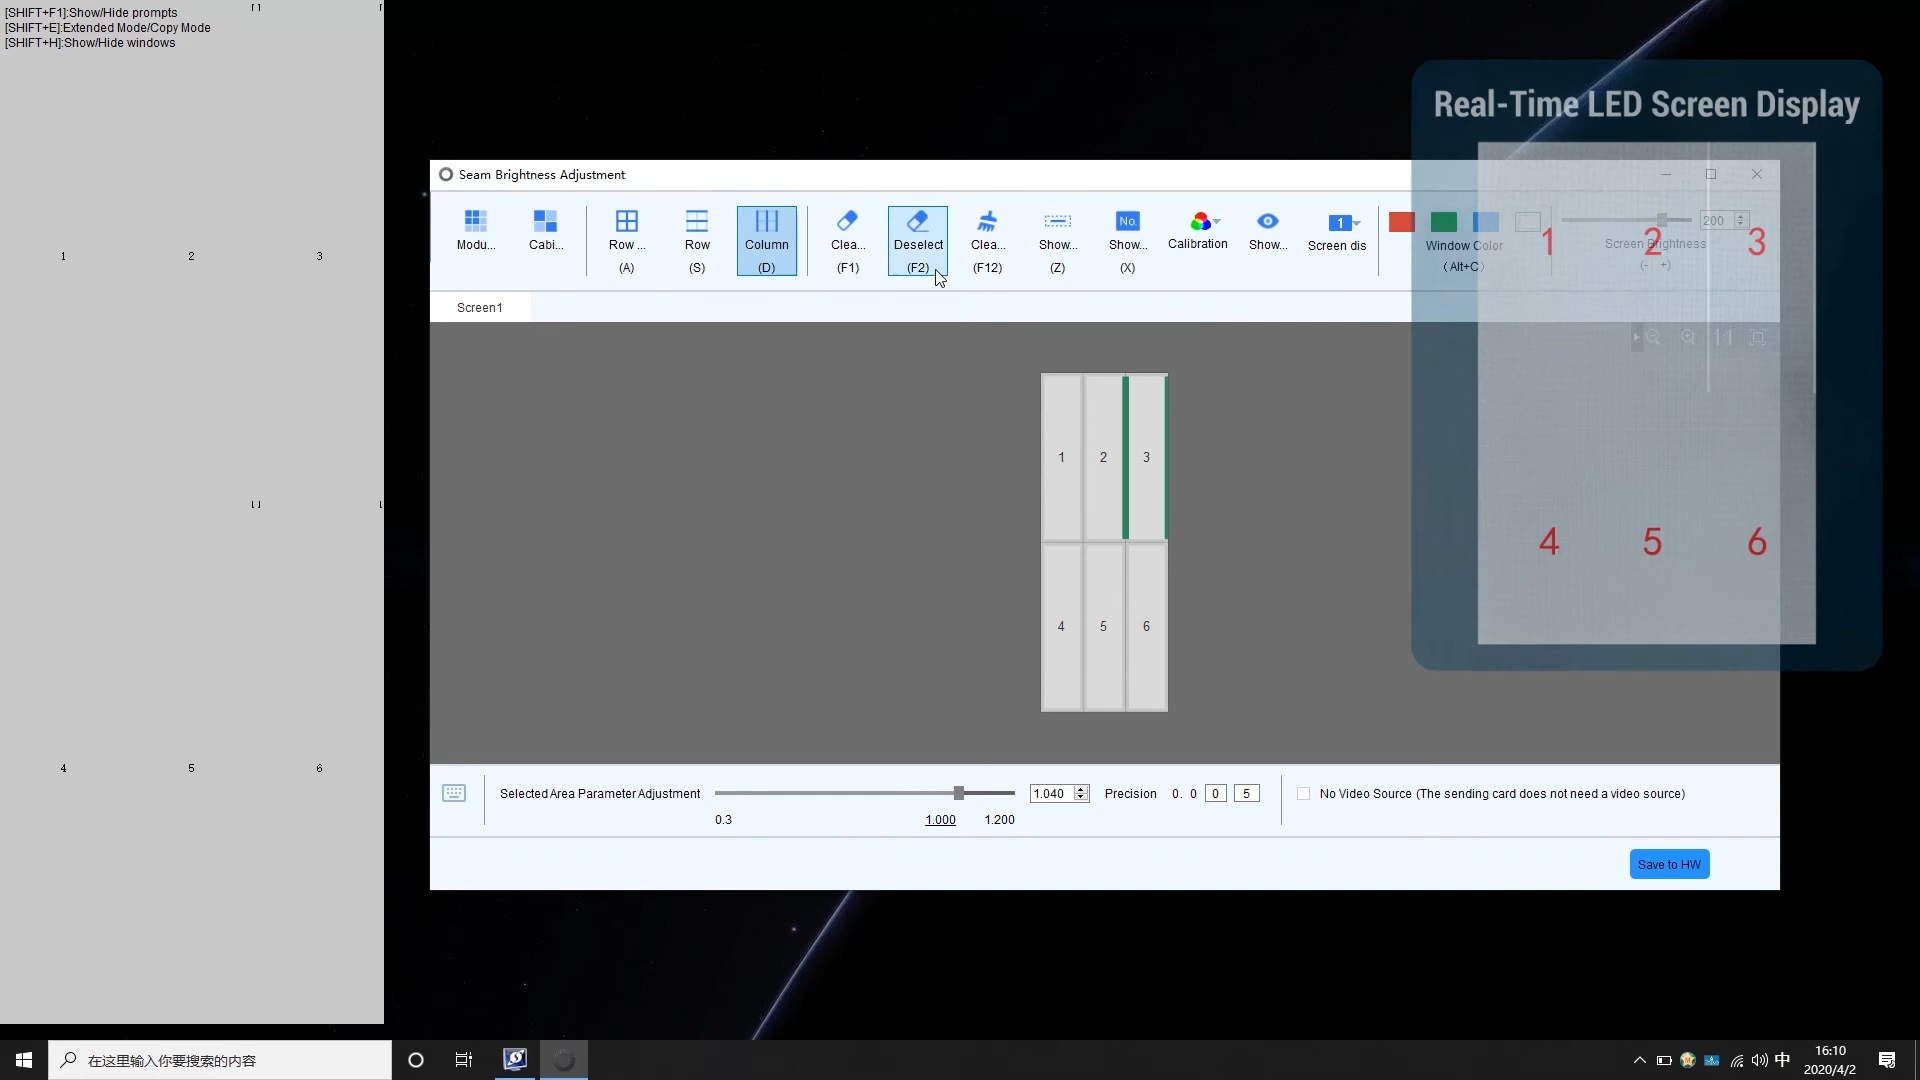 [SHIFT+F1]:Show/Hide prompts
[SHIFT+E]:Extended Mode/Copy Mode
[SHIFT+H]:Show/Hide windows
1 2 3
4 5 6
Real-Time LED Screen Display
Seam Brightness Adjustment
Modu... Cabi... Row ... Row Column Clea... Deselect Clea... Show... Show... Calibration Show... Screen dis Window Color Screen Brightness
(A) (S) (D) (F1) (F2) (F12) (Z) (X) (Alt+C) (- +)
No.
1
200
1 2 3
Screen1
1:1
1 2 3
4 5 6
4 5 6
Selected Area Parameter Adjustment 1.040 Precision 0. 0 0 5 No Video Source (The sending card does not need a video source)
0.3 1.000 1.200
Save to HW
在这里输入你要搜索的内容
中
16:10
2020/4/2